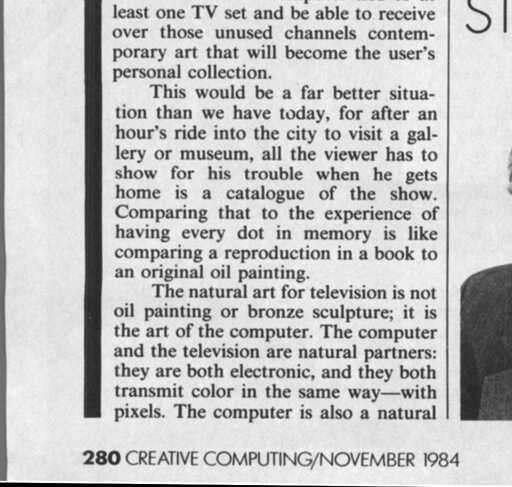 least one TV set and be able to receive
over those unused channels contem-
porary art that will become the user's
personal collection.
This would be a far better situa-
tion than we have today, for after an
hour's ride into the city to visit a gal-
lery or museum, all the viewer has to
show for his trouble when he gets
home is a catalogue of the show.
Comparing that to the experience of
having every dot in memory is like
comparing a reproduction in a book to
an original oil painting.
The natural art for television is not
oil painting or bronze sculpture; it is
the art of the computer. The computer
and the television are natural partners:
they are both electronic, and they both
transmit color in the same way—with
pixels. The computer is also a natural
280 CREATIVE COMPUTING/NOVEMBER 1984